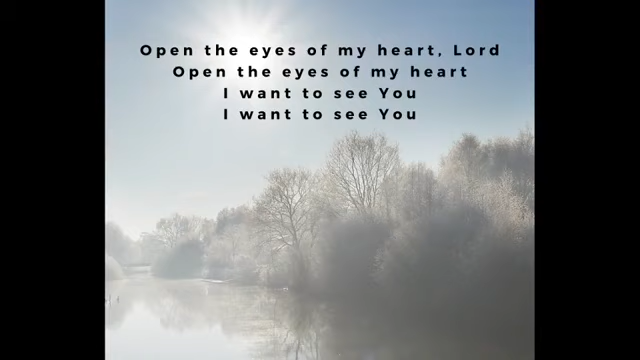 Open the eyes of my heart, Lord
Open the eyes of my heart
I want to see You
I want to see You